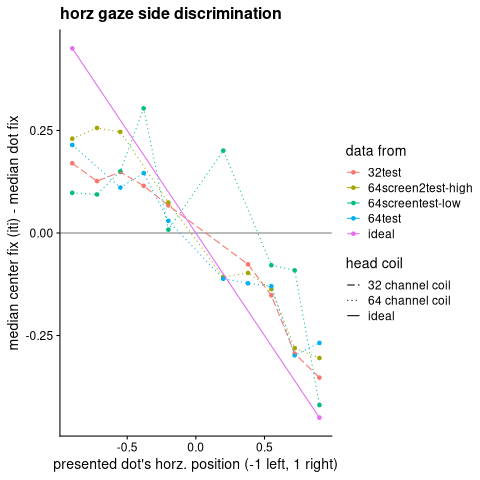 horz gaze side discrimination
median center fix (iti) - median dot fix
0.25
0.00
-0.25
-0.5
0.0
0.5
presented dot's horz. position (-1 left, 1 right)
data from
32test
64screen2test-high
64screentest-low
64test
ideal
head coil
32 channel coil
64 channel coil
ideal